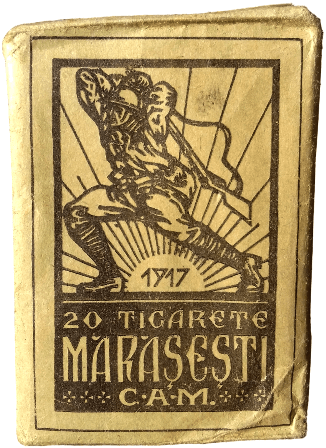 1917
20 ȚIGARETE
MĂRĂȘEȘTI
C.A.M.